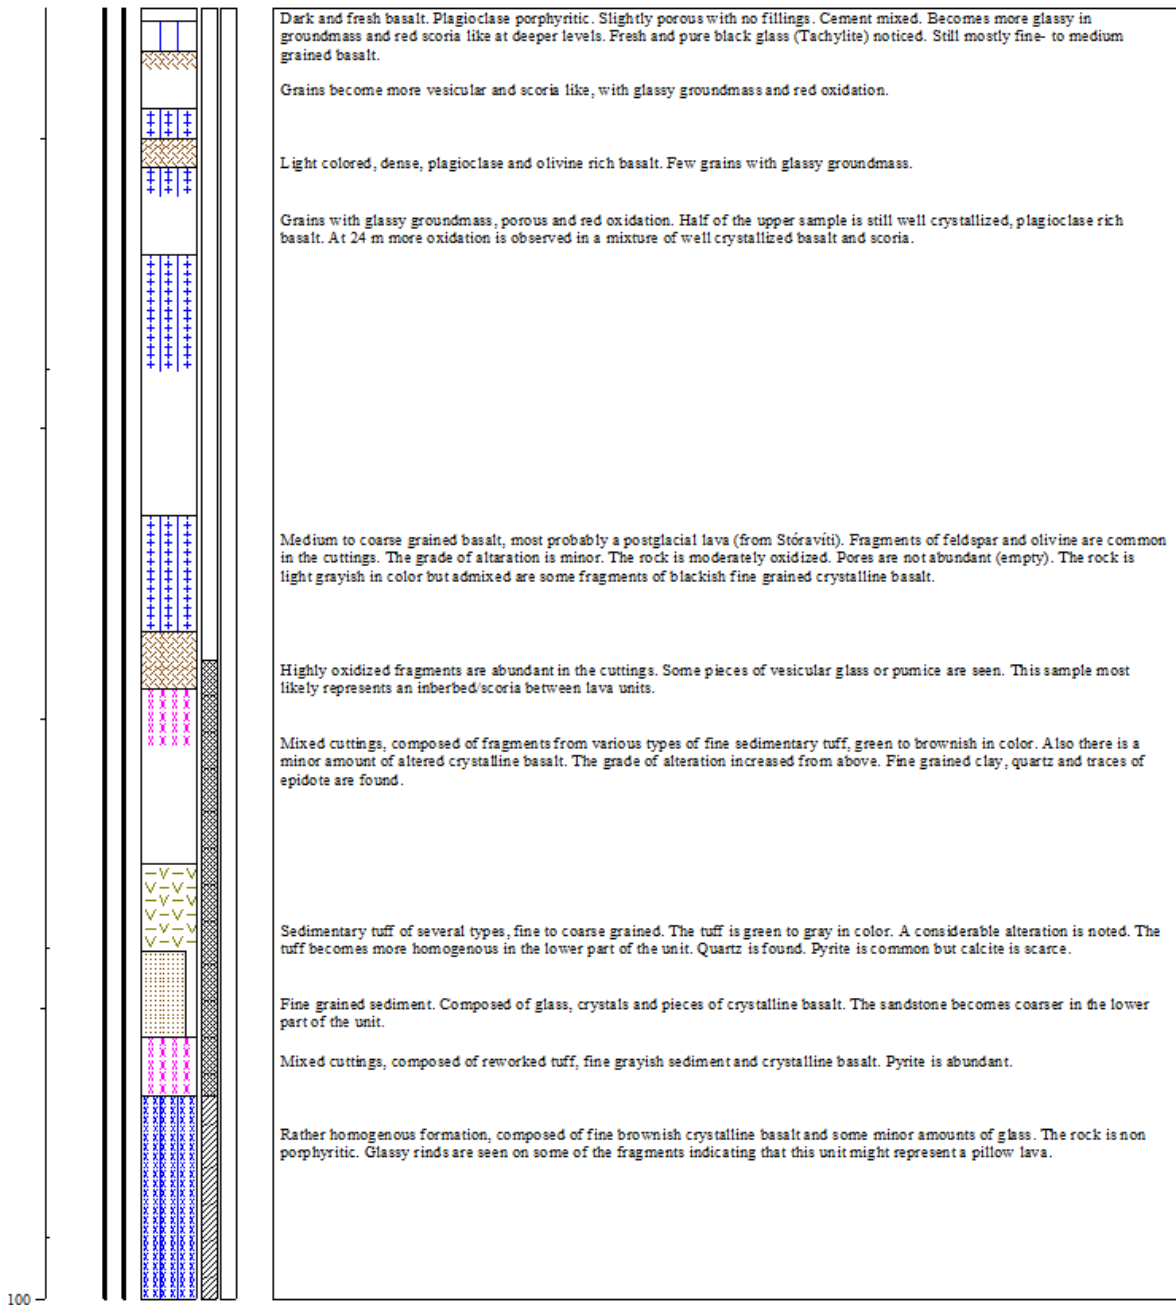 Dark and fresh basalt. Plagioclase porphyritic. Slightly porous with no fillings. Cement mixed. Becomes more glassy in
groundmass and red scoria like at deeper levels. Fresh and pure black glass (Tachylite) noticed. Still mostly fine- to medium
grained basalt.
Grains become more vesicular and scoria like, with glassy groundmass and red oxidation.
Light colored, dense, plagioclase and olivine rich basalt. Few grains with glassy groundmass.
Grains with glassy groundmass, porous and red oxidation. Half of the upper sample is still well crystallized, plagioclase rich
basalt. At 24 m more oxidation is observed in a mixture of well crystallized basalt and scoria.
Medium to coarse grained basalt, most probably a postglacial lava (from Stóravíti). Fragments of feldspar and olivine are common
in the cuttings. The grade of altaration is minor. The rock is moderately oxidized. Pores are not abundant (empty). The rock is
light grayish in color but admixed are some fragments of blackish fine grained crystalline basalt.
Highly oxidized fragments are abundant in the cuttings. Some pieces of vesicular glass or pumice are seen. This sample most
likely represents an inberbed/scoria between lava units.
Mixed cuttings, composed of fragments from various types of fine sedimentary tuff, green to brownish in color. Also there is a
minor amount of altered crystalline basalt. The grade of alteration increased from above. Fine grained clay, quartz and traces of
epidote are found.
Sedimentary tuff of several types, fine to coarse grained. The tuff is green to gray in color. A considerable alteration is noted. The
tuff becomes more homogenous in the lower part of the unit. Quartz is found. Pyrite is common but calcite is scarce.
Fine grained sediment. Composed of glass, crystals and pieces of crystalline basalt. The sandstone becomes coarser in the lower
part of the unit.
Mixed cuttings, composed of reworked tuff, fine grayish sediment and crystalline basalt. Pyrite is abundant.
Rather homogenous formation, composed of fine brownish crystalline basalt and some minor amounts of glass. The rock is non
porphyritic. Glassy rinds are seen on some of the fragments indicating that this unit might represent a pillow lava.
100